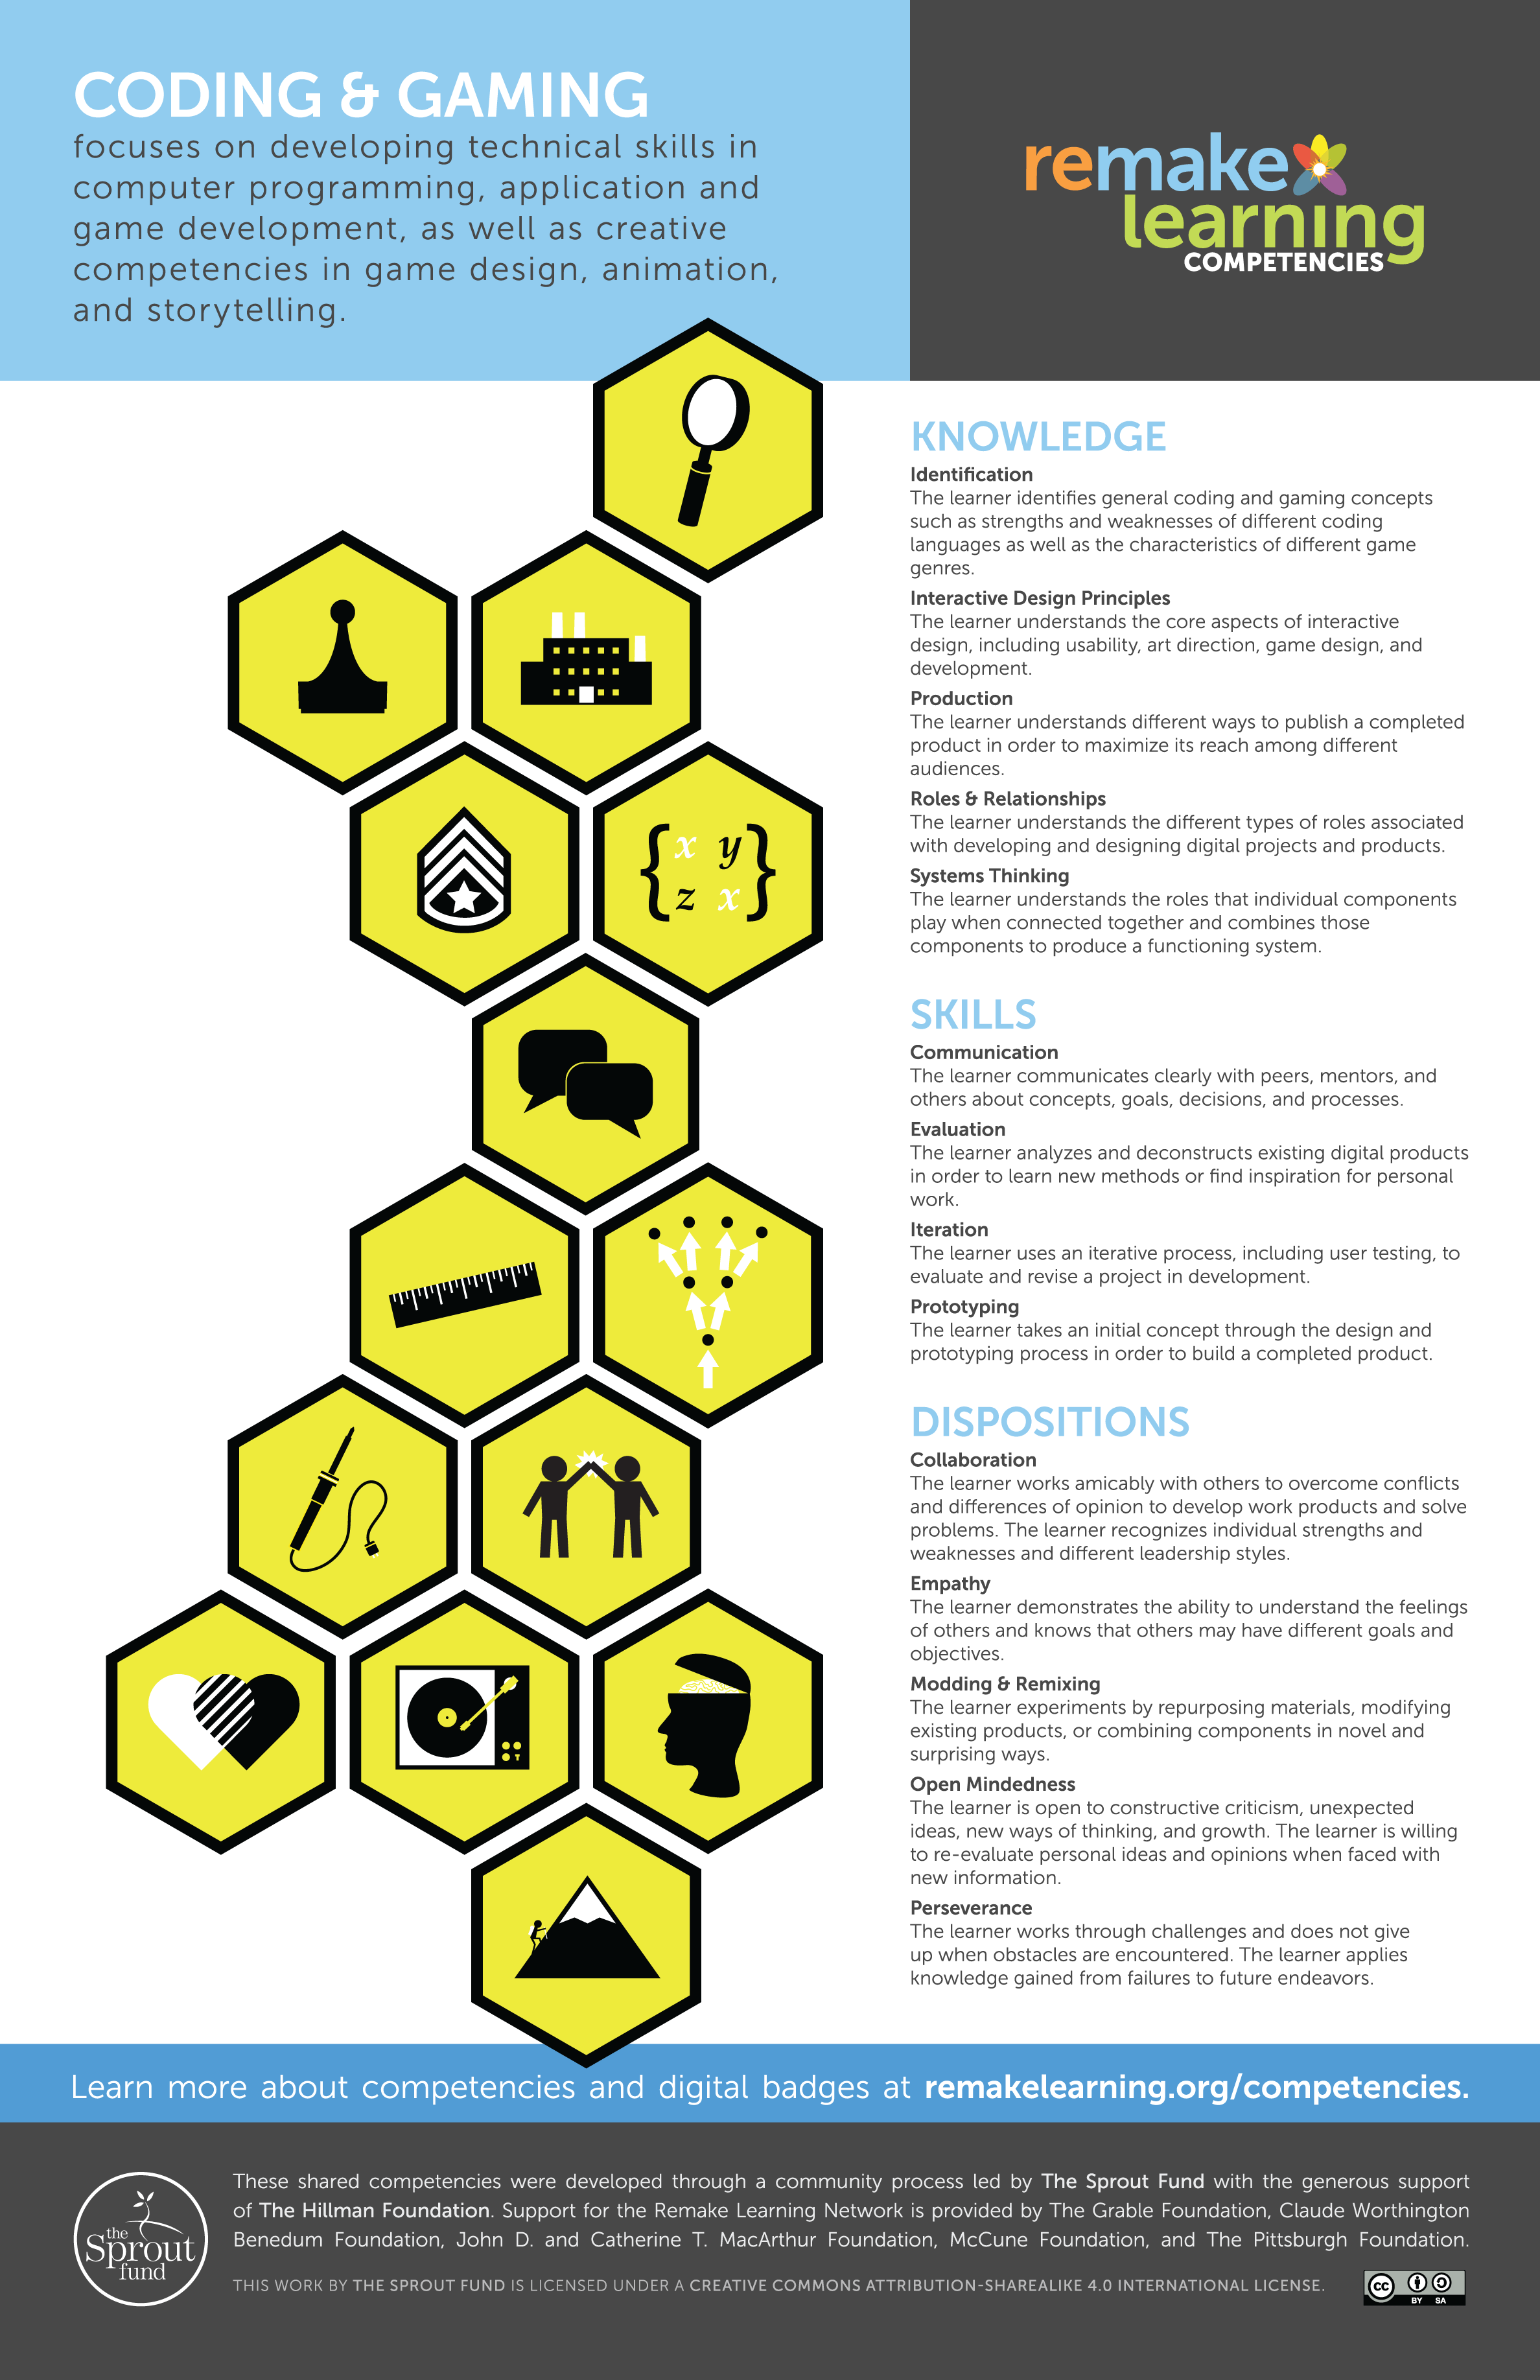 CODING & GAMING
focuses on developing technical skills in
computer programming, application and
game development, as well as creative
competencies in game design, animation,
and storytelling.
remake
learning
COMPETENCIES
KNOWLEDGE
Identification
The learner identifies general coding and gaming concepts
such as strengths and weaknesses of different coding
languages as well as the characteristics of different game
genres.
Interactive Design Principles
The learner understands the core aspects of interactive
design, including usability, art direction, game design, and
development.
Production
The learner understands different ways to publish a completed
product in order to maximize its reach among different
audiences.
Roles & Relationships
The learner understands the different types of roles associated
with developing and designing digital projects and products.
Systems Thinking
The learner understands the roles that individual components
play when connected together and combines those
components to produce a functioning system.
{x y
z x}
SKILLS
Communication
The learner communicates clearly with peers, mentors, and
others about concepts, goals, decisions, and processes.
Evaluation
The learner analyzes and deconstructs existing digital products
in order to learn new methods or find inspiration for personal
work.
Iteration
The learner uses an iterative process, including user testing, to
evaluate and revise a project in development.
Prototyping
The learner takes an initial concept through the design and
prototyping process in order to build a completed product.
DISPOSITIONS
Collaboration
The learner works amicably with others to overcome conflicts
and differences of opinion to develop work products and solve
problems. The learner recognizes individual strengths and
weaknesses and different leadership styles.
Empathy
The learner demonstrates the ability to understand the feelings
of others and knows that others may have different goals and
objectives.
Modding & Remixing
The learner experiments by repurposing materials, modifying
existing products, or combining components in novel and
surprising ways.
Open Mindedness
The learner is open to constructive criticism, unexpected
ideas, new ways of thinking, and growth. The learner is willing
to re-evaluate personal ideas and opinions when faced with
new information.
Perseverance
The learner works through challenges and does not give
up when obstacles are encountered. The learner applies
knowledge gained from failures to future endeavors.
Learn more about competencies and digital badges at remakelearning.org/competencies.
the
Sprout
fund
These shared competencies were developed through a community process led by The Sprout Fund with the generous support
of The Hillman Foundation. Support for the Remake Learning Network is provided by The Grable Foundation, Claude Worthington
Benedum Foundation, John D. and Catherine T. MacArthur Foundation, McCune Foundation, and The Pittsburgh Foundation.
THIS WORK BY THE SPROUT FUND IS LICENSED UNDER A CREATIVE COMMONS ATTRIBUTION-SHAREALIKE 4.0 INTERNATIONAL LICENSE.
cc
BY SA